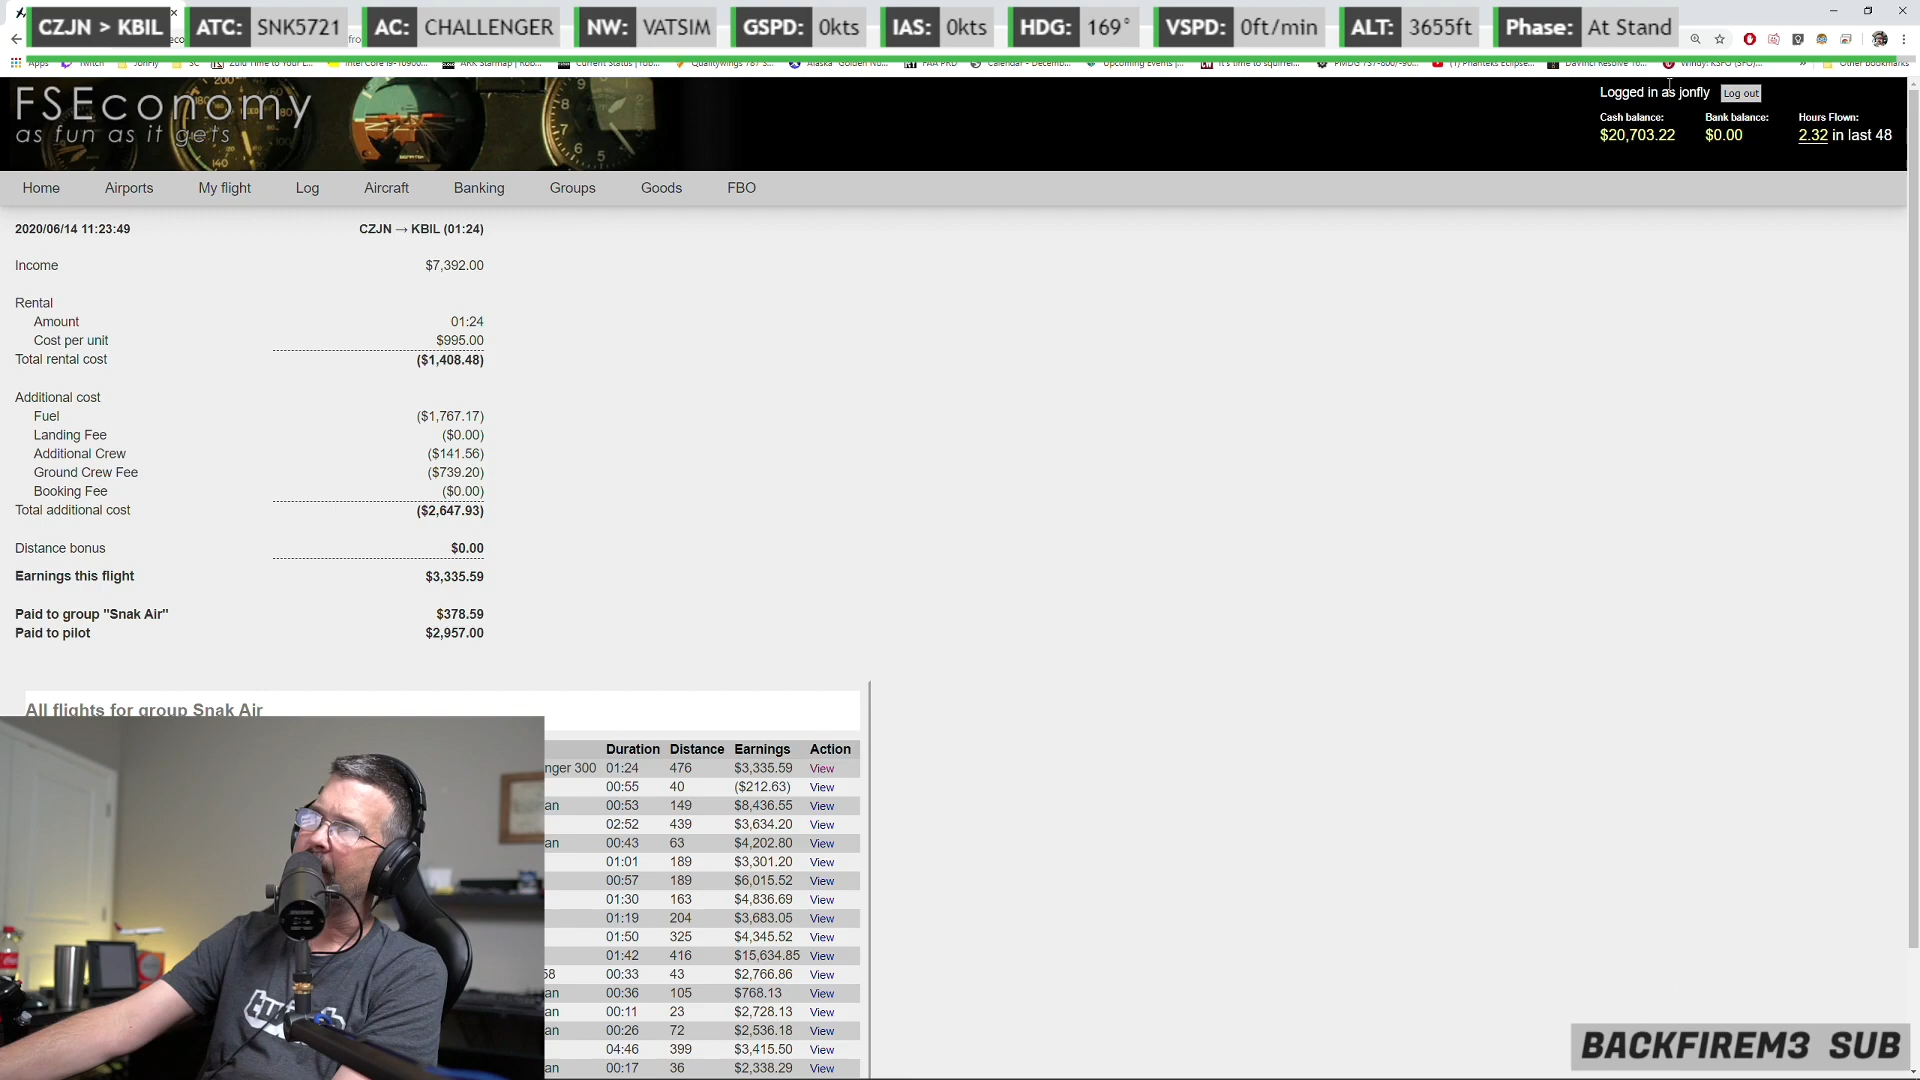 CZJN > KBIL ATC: SNK5721 AC: CHALLENGER NW: VATSIM GSPD: 0kts IAS: 0kts HDG: 169° VSPD: 0ft/min ALT: 3655ft Phase: At Stand
FSEconomy
as fun as it gets
Logged in as jonfly Log out
Cash balance: Bank balance: Hours Flown:
$20,703.22 $0.00 2.32 in last 48
Home Airports My flight Log Aircraft Banking Groups Goods FBO
2020/06/14 11:23:49 CZJN → KBIL (01:24)
Income $7,392.00
Rental
Amount 01:24
Cost per unit $995.00
Total rental cost ($1,408.48)
Additional cost
Fuel ($1,767.17)
Landing Fee ($0.00)
Additional Crew ($141.56)
Ground Crew Fee ($739.20)
Booking Fee ($0.00)
Total additional cost ($2,647.93)
Distance bonus $0.00
Earnings this flight $3,335.59
Paid to group "Snak Air" $378.59
Paid to pilot $2,957.00
All flights for group Snak Air
Duration Distance Earnings Action
nger 300 01:24 476 $3,335.59 View
00:55 40 ($212.63) View
an 00:53 149 $8,436.55 View
02:52 439 $3,634.20 View
an 00:43 63 $4,202.80 View
01:01 189 $3,301.20 View
00:57 189 $6,015.52 View
01:30 163 $4,836.69 View
01:19 204 $3,683.05 View
01:50 325 $4,345.52 View
01:42 416 $15,634.85 View
58 00:33 43 $2,766.86 View
an 00:36 105 $768.13 View
an 00:11 23 $2,728.13 View
an 00:26 72 $2,536.18 View
04:46 399 $3,415.50 View
an 00:17 36 $2,338.29 View
BACKFIREM3 SUB